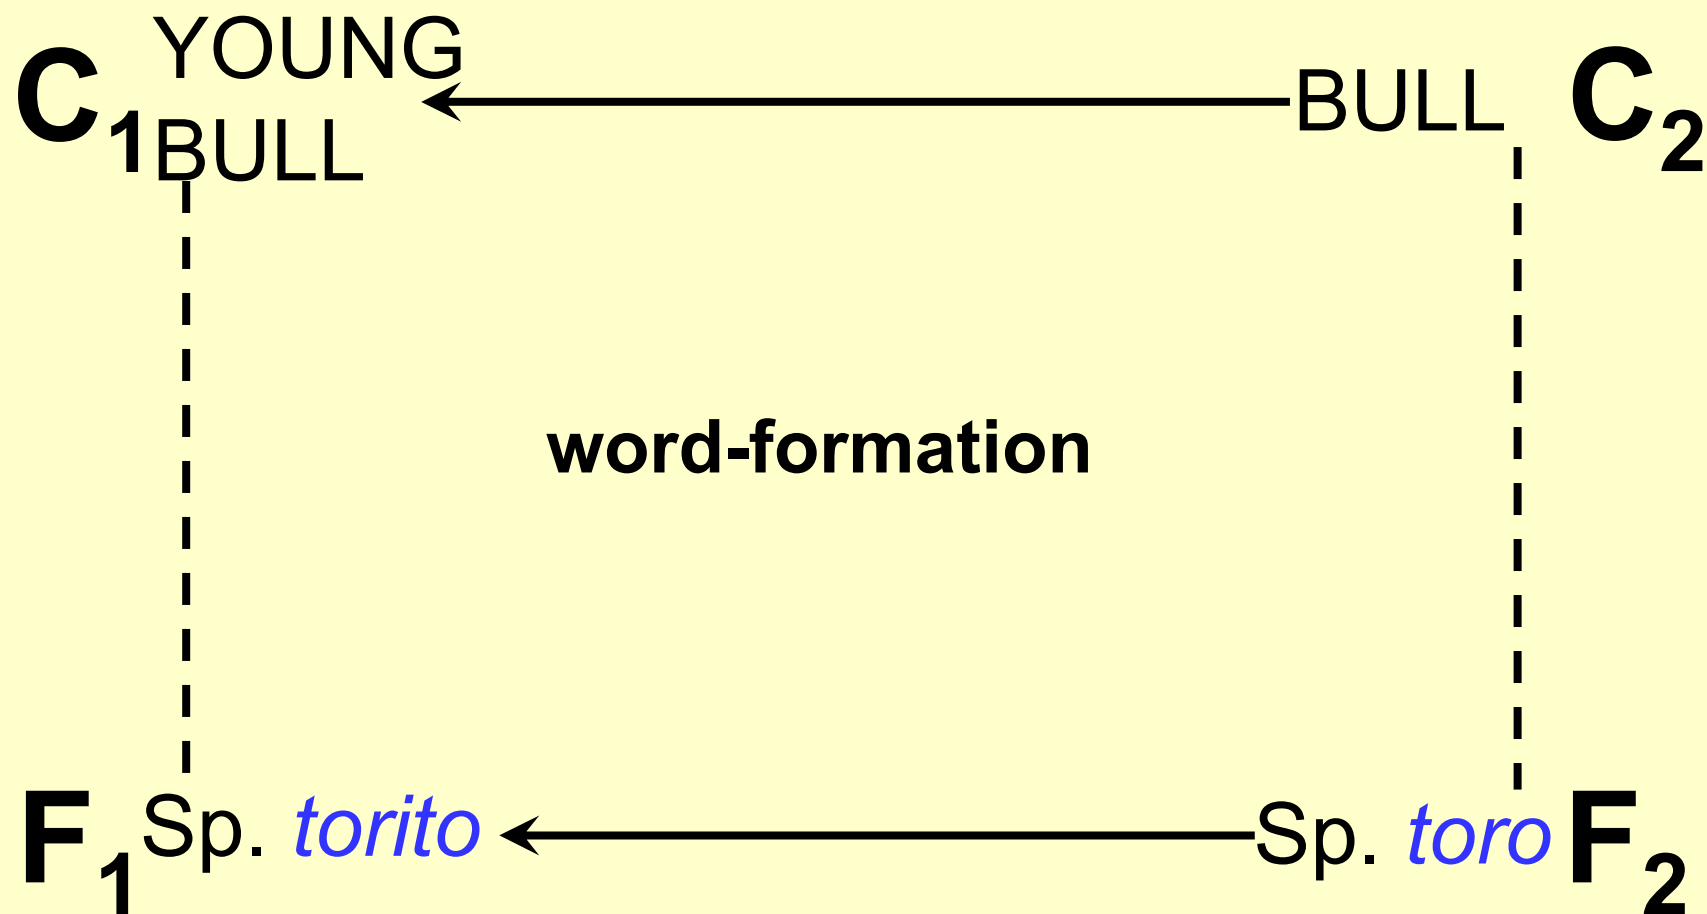 C1 YOUNG BULL
BULL C2
word-formation
F1 Sp. torito
Sp. toro F2